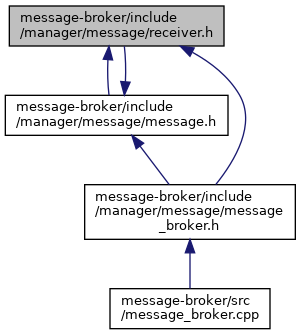 message-broker/include
/manager/message/receiver.h
message-broker/include
/manager/message/message.h
message-broker/include
/manager/message/message
_broker.h
message-broker/src
/message_broker.cpp